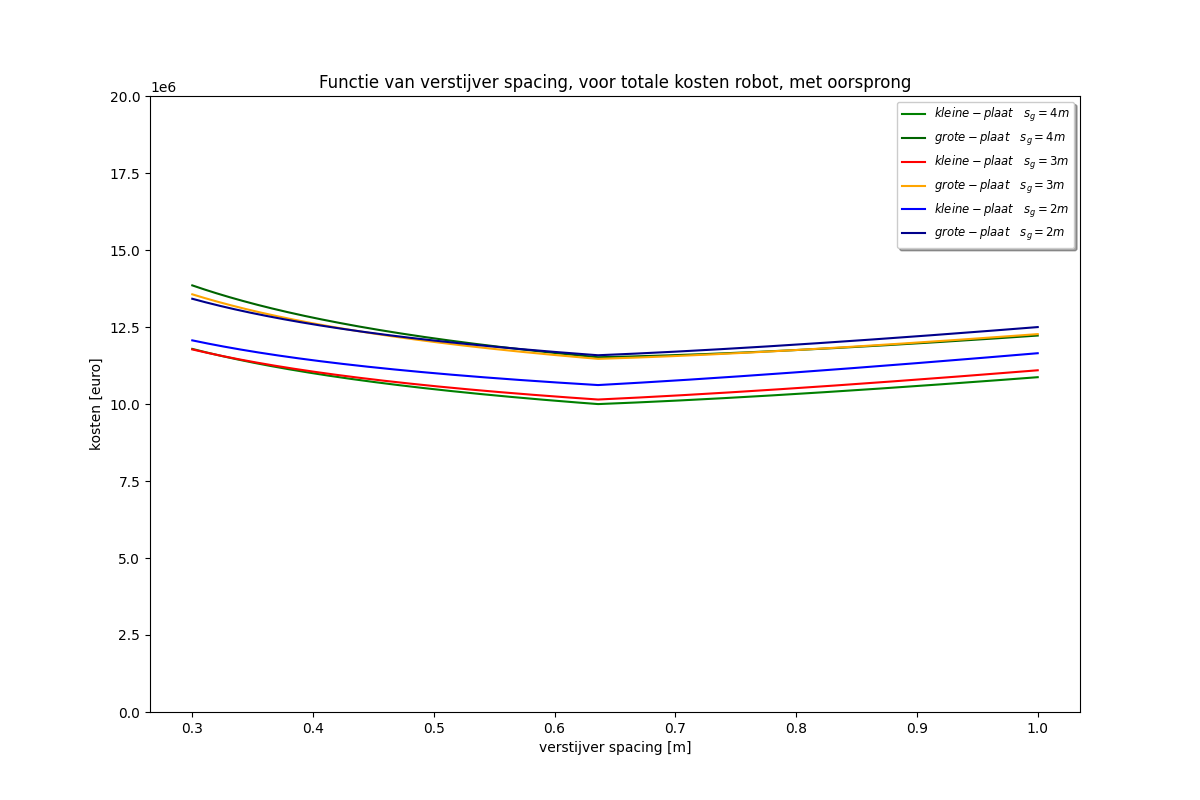 Functie van verstijver spacing, voor totale kosten robot, met oorsprong
1e6
20.0
17.5
15.0
12.5
10.0
7.5
5.0
2.5
0.0
kosten [euro]
kleine − plaat s_g = 4m
grote − plaat s_g = 4m
kleine − plaat s_g = 3m
grote − plaat s_g = 3m
kleine − plaat s_g = 2m
grote − plaat s_g = 2m
0.3 0.4 0.5 0.6 0.7 0.8 0.9 1.0
verstijver spacing [m]